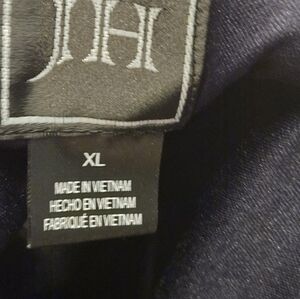 XL
MADE IN VIETNAM
HECHO EN VIETNAM
FABRIQUÉ EN VIETNAM